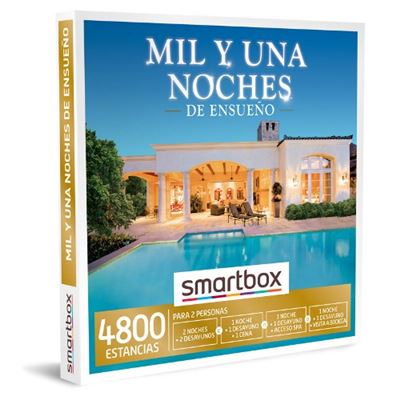 MIL Y UNA
NOCHES
DE ENSUEÑO
MIL Y UNA NOCHES DE ENSUEÑO
smartbox
smartbox
4800
ESTANCIAS
PARA 2 PERSONAS
2 NOCHES
+ 2 DESAYUNOS
1 NOCHE
+ 1 DESAYUNO
+ 1 CENA
1 NOCHE
+ 1 DESAYUNO
+ ACCESO SPA
1 NOCHE
+ 1 DESAYUNO
+ VISITA A BODEGA